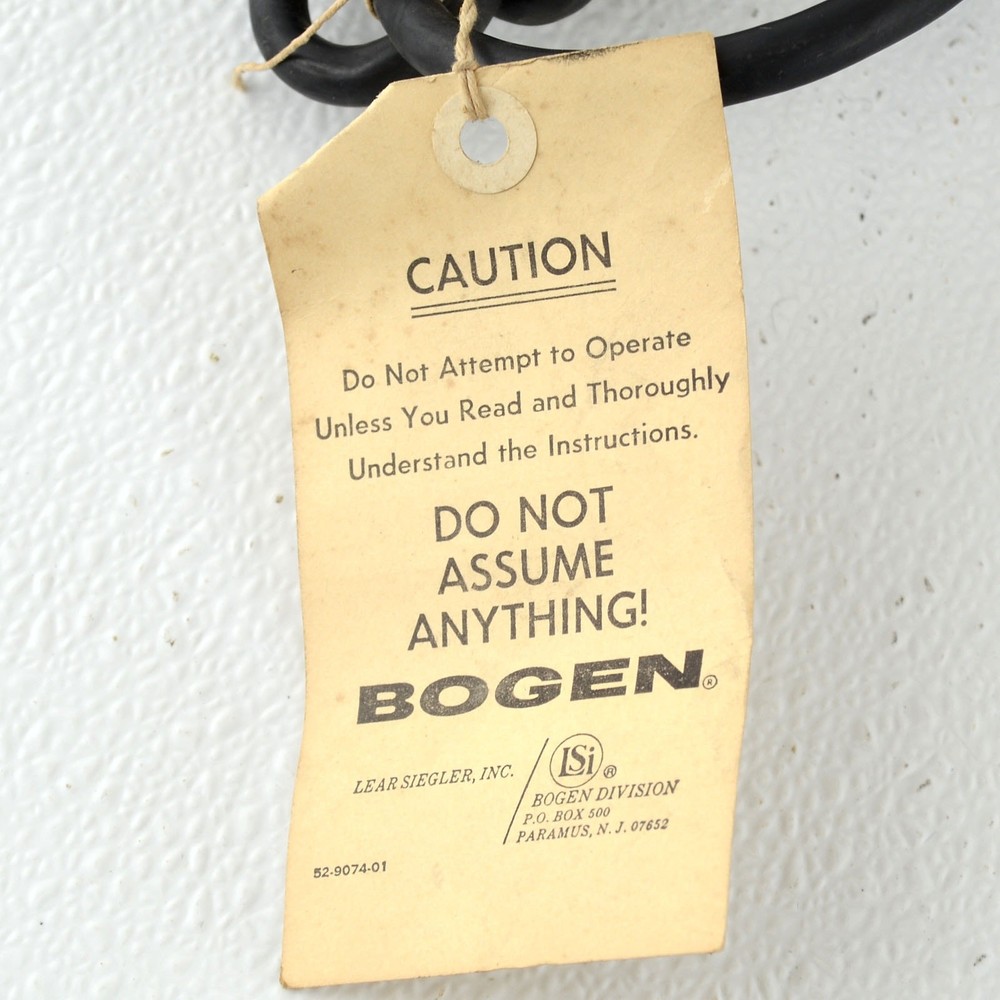 CAUTION
Do Not Attempt to Operate
Unless You Read and Thoroughly
Understand the Instructions.
DO NOT
ASSUME
ANYTHING!
BOGEN®
LEAR SIEGLER, INC.
LSi®
BOGEN DIVISION
P.O. BOX 500
PARAMUS, N. J. 07652
52-9074-01